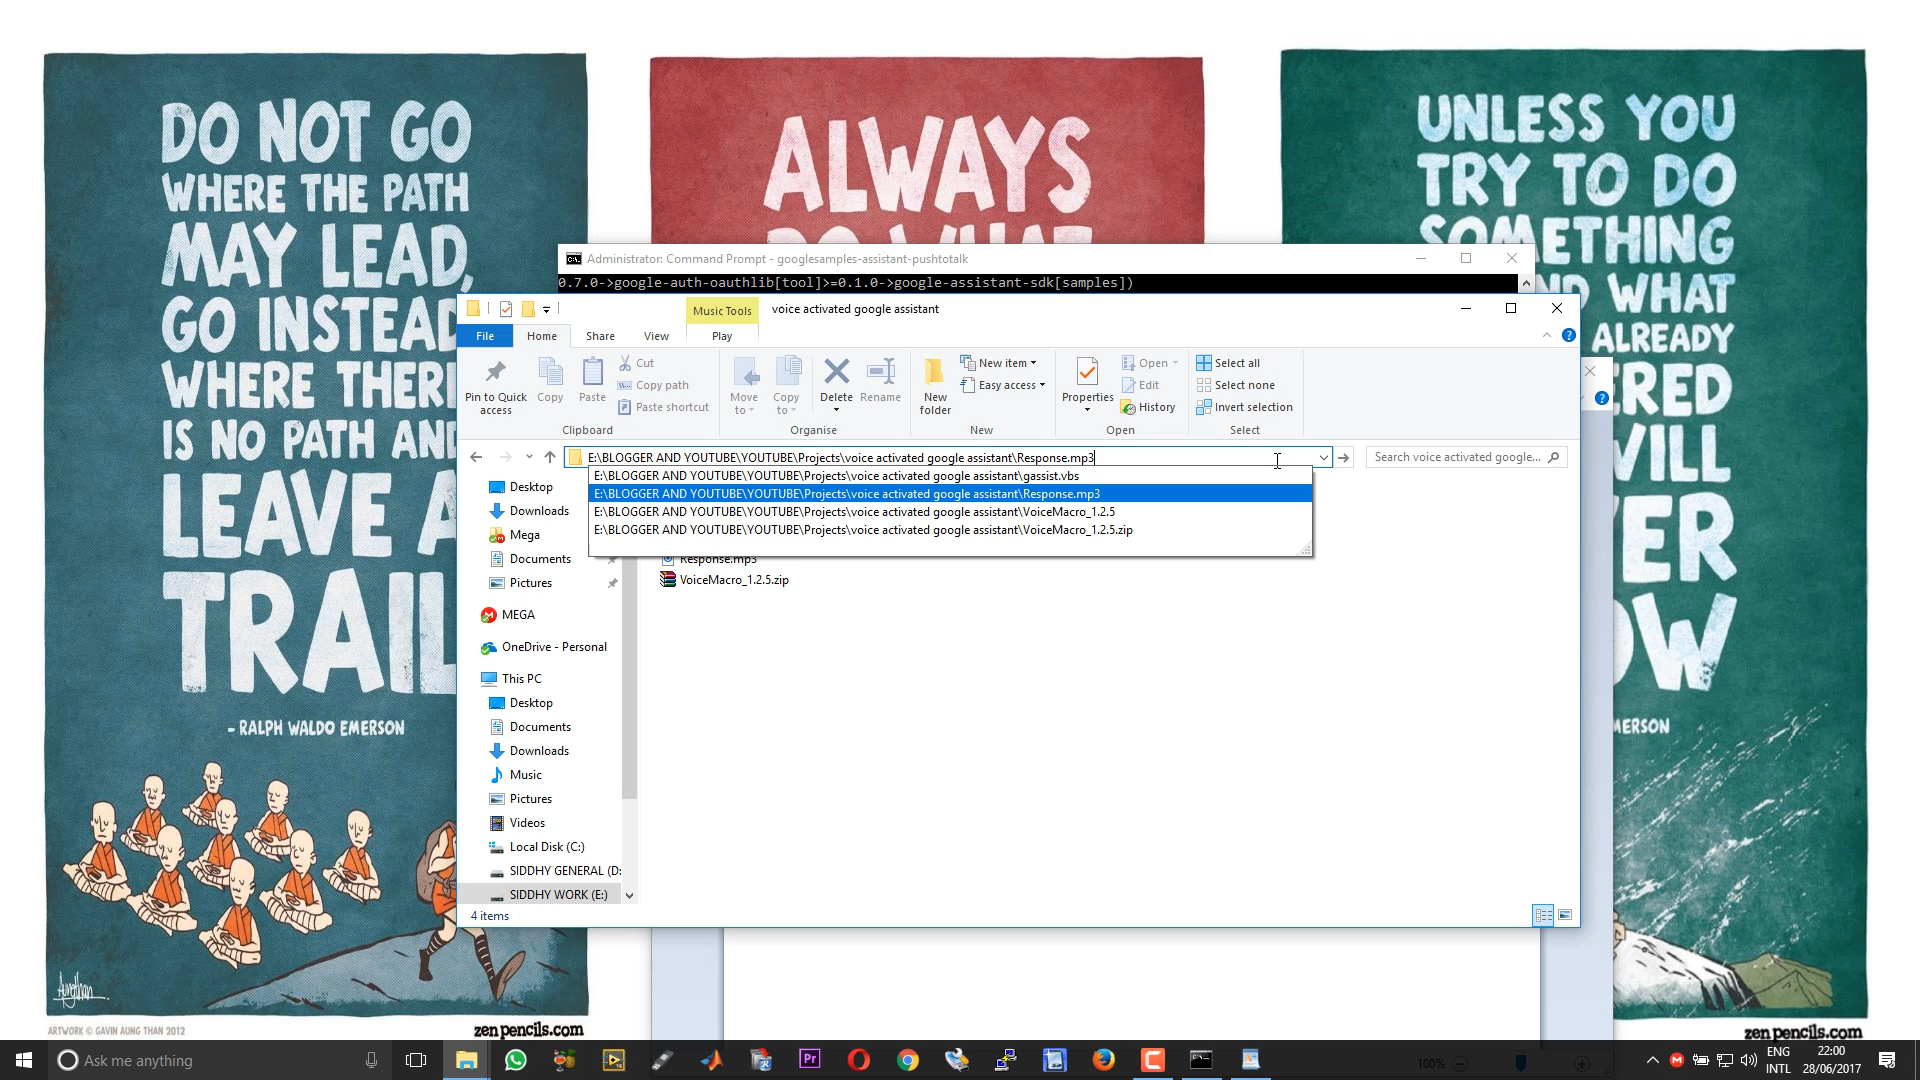 DO NOT GO
WHERE THE PATH
MAY LEAD,
GO INSTEAD
WHERE THER
IS NO PATH AND
LEAVE A
TRAIL
- RALPH WALDO EMERSON
ARTWORK © GAVIN AUNG THAN 2012
zenpencils.com
ALWAYS
DO WHAT
UNLESS YOU
TRY TO DO
SOMETHING
ND WHAT
ALREADY
ERED
WILL
VER
OW
MERSON
zenpencils.com
Administrator: Command Prompt - googlesamples-assistant-pushtotalk
0.7.0->google-auth-oauthlib[tool]>=0.1.0->google-assistant-sdk[samples])
Music Tools
voice activated google assistant
File
Home
Share
View
Play
Pin to Quick access
Copy
Paste
Cut
Copy path
Paste shortcut
Clipboard
Move to
Copy to
Delete
Rename
Organise
New folder
New item
Easy access
New
Properties
Open
Edit
History
Open
Select all
Select none
Invert selection
Select
E:\BLOGGER AND YOUTUBE\YOUTUBE\Projects\voice activated google assistant\Response.mp3
Search voice activated google...
E:\BLOGGER AND YOUTUBE\YOUTUBE\Projects\voice activated google assistant\gassist.vbs
E:\BLOGGER AND YOUTUBE\YOUTUBE\Projects\voice activated google assistant\Response.mp3
E:\BLOGGER AND YOUTUBE\YOUTUBE\Projects\voice activated google assistant\VoiceMacro_1.2.5
E:\BLOGGER AND YOUTUBE\YOUTUBE\Projects\voice activated google assistant\VoiceMacro_1.2.5.zip
Response.mp3
VoiceMacro_1.2.5.zip
Desktop
Downloads
Mega
Documents
Pictures
MEGA
OneDrive - Personal
This PC
Desktop
Documents
Downloads
Music
Pictures
Videos
Local Disk (C:)
SIDDHY GENERAL (D:
SIDDHY WORK (E:)
4 items
Ask me anything
Pr
100%
ENG
INTL
22:00
28/06/2017